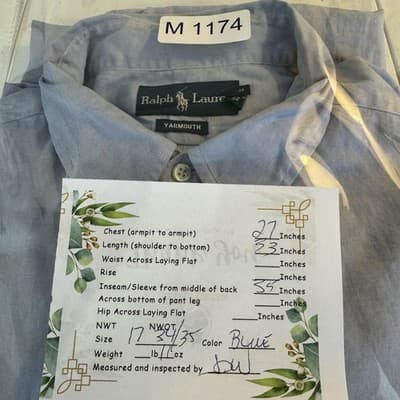 M 1174
Ralph Laure
YARMOUTH
Chest (armpit to armpit) 27 Inches
Length (shoulder to bottom) 33 Inches
Waist Across Laying Flat Inches
Rise Inches
Inseam/Sleeve from middle of back 35 Inches
Across bottom of pant leg Inches
Hip Across Laying Flat Inches
NWT NWOT
Size 17 34/35 Color Blue
Weight lb 11 oz
Measured and inspected by